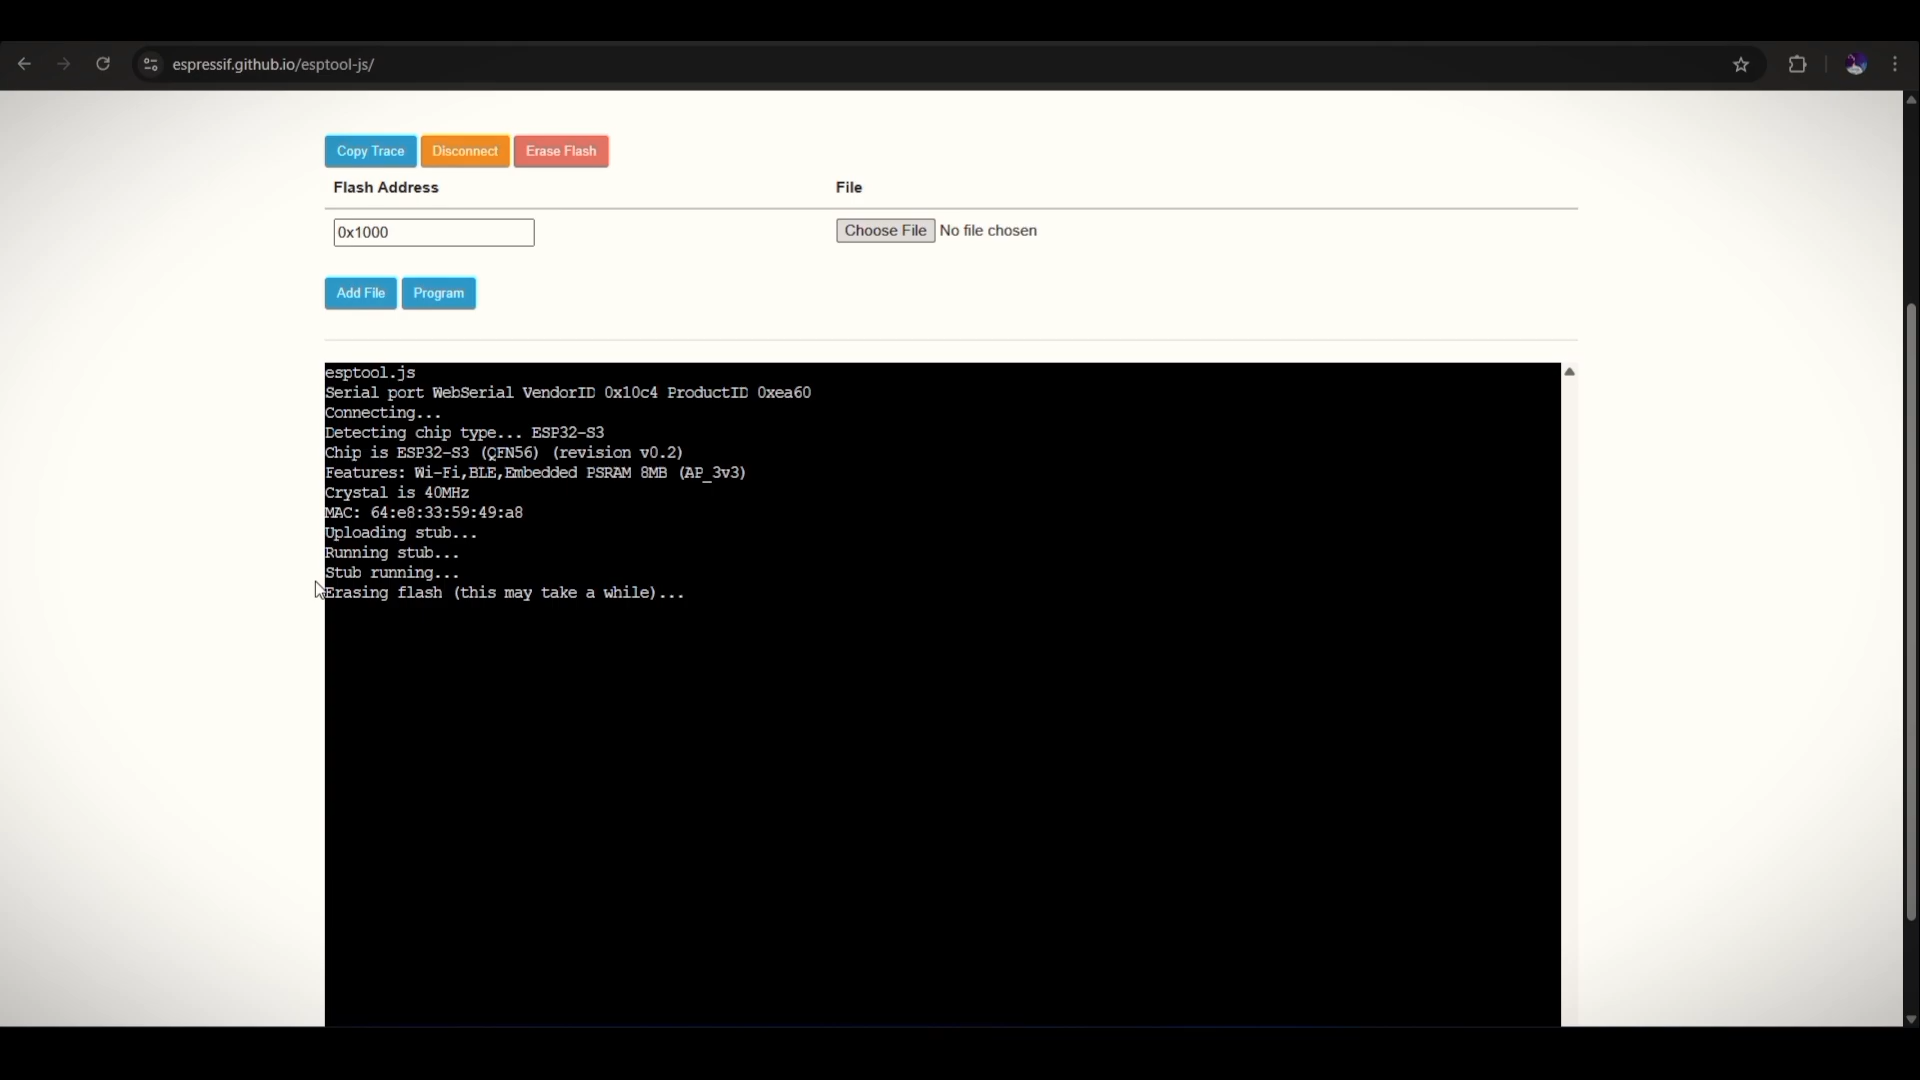 espressif.github.io/esptool-js/
Copy Trace Disconnect Erase Flash
Flash Address File
0x1000 Choose File No file chosen
Add File Program
esptool.js
Serial port WebSerial VendorID 0x10c4 ProductID 0xea60
Connecting...
Detecting chip type... ESP32-S3
Chip is ESP32-S3 (QFN56) (revision v0.2)
Features: Wi-Fi,BLE,Embedded PSRAM 8MB (AP_3v3)
Crystal is 40MHz
MAC: 64:e8:33:59:49:a8
Uploading stub...
Running stub...
Stub running...
Erasing flash (this may take a while)...